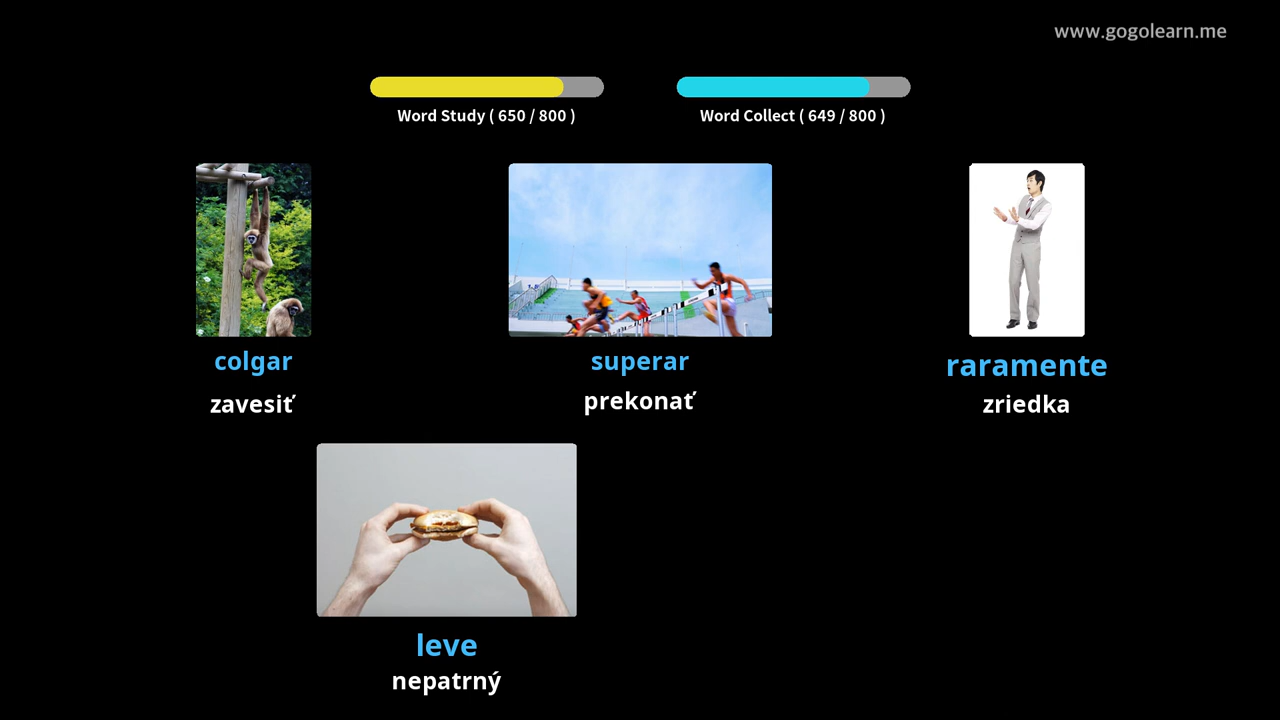 www.gogolearn.me
Word Study ( 650 / 800 )
Word Collect ( 649 / 800 )
colgar
zavesiť
superar
prekonať
raramente
zriedka
leve
nepatrný